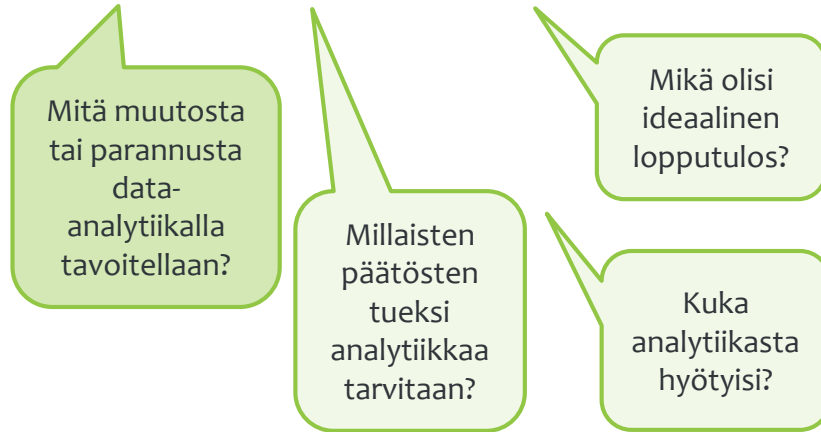 Mitä muutosta
tai parannusta
data-
analytiikalla
tavoitellaan?
Millaisten
päätösten
tueksi
analytiikkaa
tarvitaan?
Mikä olisi
ideaalinen
lopputulos?
Kuka
analytiikasta
hyötyisi?